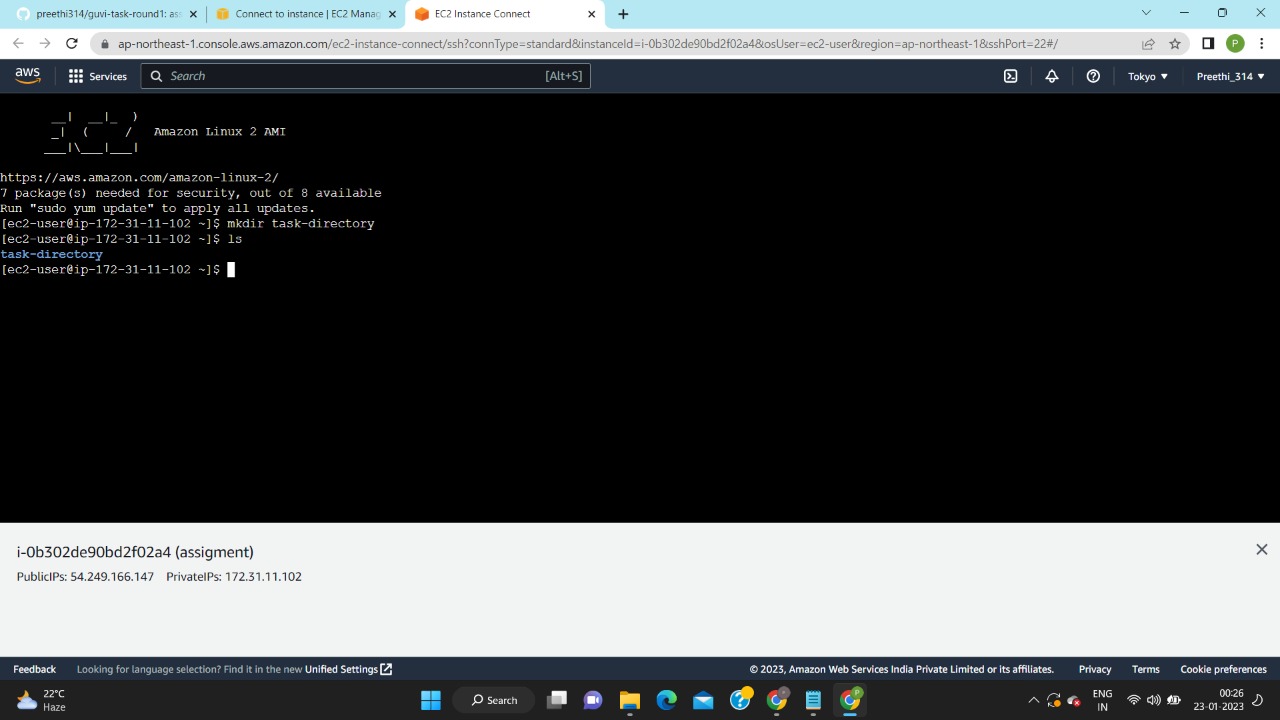 preethi314/guvi-task-round1: ass
Connect to instance | EC2 Manag
EC2 Instance Connect
ap-northeast-1.console.aws.amazon.com/ec2-instance-connect/ssh?connType=standard&instanceId=i-0b302de90bd2f02a4&osUser=ec2-user&region=ap-northeast-1&sshPort=22#/
P
aws
Services
Search
[Alt+S]
Tokyo
Preethi_314
__| __|_ )
_| ( / Amazon Linux 2 AMI
___|\___|___|
https://aws.amazon.com/amazon-linux-2/
7 package(s) needed for security, out of 8 available
Run "sudo yum update" to apply all updates.
[ec2-user@ip-172-31-11-102 ~]$ mkdir task-directory
[ec2-user@ip-172-31-11-102 ~]$ ls
task-directory
[ec2-user@ip-172-31-11-102 ~]$
i-0b302de90bd2f02a4 (assigment)
PublicIPs: 54.249.166.147 PrivateIPs: 172.31.11.102
Feedback
Looking for language selection? Find it in the new Unified Settings
© 2023, Amazon Web Services India Private Limited or its affiliates.
Privacy
Terms
Cookie preferences
22°C
Haze
Search
ENG
IN
00:26
23-01-2023